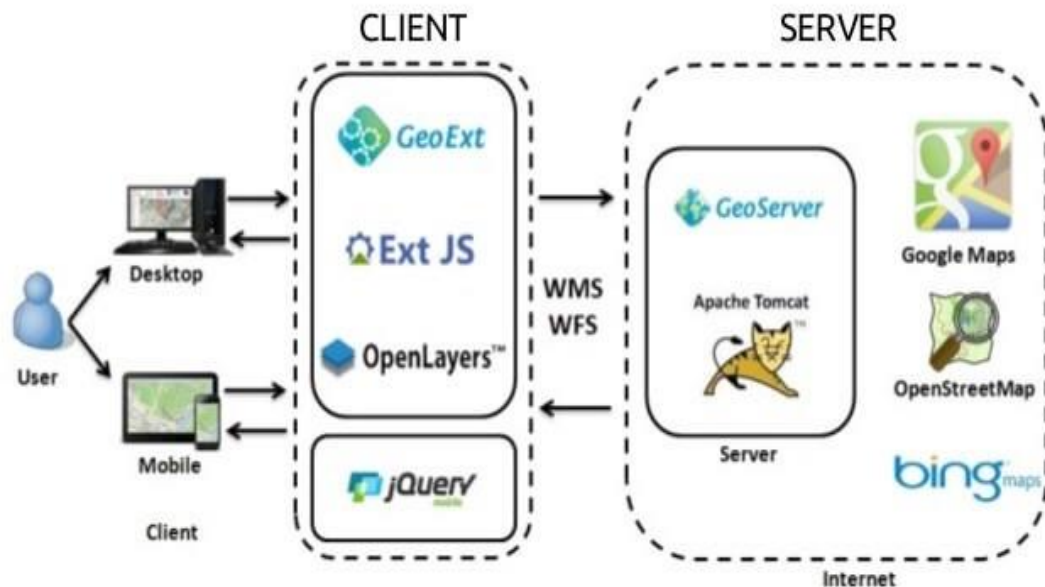 CLIENT
SERVER
GeoExt
Ext JS
OpenLayers™
jQuery
mobile
Desktop
User
Mobile
Client
WMS
WFS
GeoServer
Apache Tomcat
TM
Server
Google Maps
OpenStreetMap
bing maps
Internet